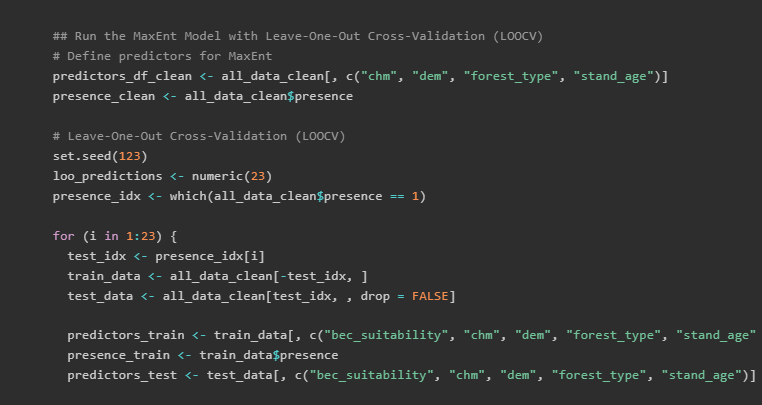 ## Run the MaxEnt Model with Leave-One-Out Cross-Validation (LOOCV)
# Define predictors for MaxEnt
predictors_df_clean <- all_data_clean[, c("chm", "dem", "forest_type", "stand_age")]
presence_clean <- all_data_clean$presence

# Leave-One-Out Cross-Validation (LOOCV)
set.seed(123)
loo_predictions <- numeric(23)
presence_idx <- which(all_data_clean$presence == 1)

for (i in 1:23) {
  test_idx <- presence_idx[i]
  train_data <- all_data_clean[-test_idx, ]
  test_data <- all_data_clean[test_idx, , drop = FALSE]

  predictors_train <- train_data[, c("bec_suitability", "chm", "dem", "forest_type", "stand_age"
  presence_train <- train_data$presence
  predictors_test <- test_data[, c("bec_suitability", "chm", "dem", "forest_type", "stand_age")]